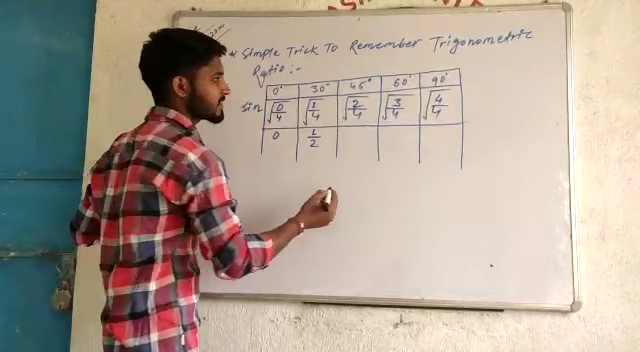 * Simple Trick To Remember Trigonometric
Ratio :-
0° 30° 45° 60° 90°
sin √0/4 √1/4 √2/4 √3/4 √4/4
0 1/2